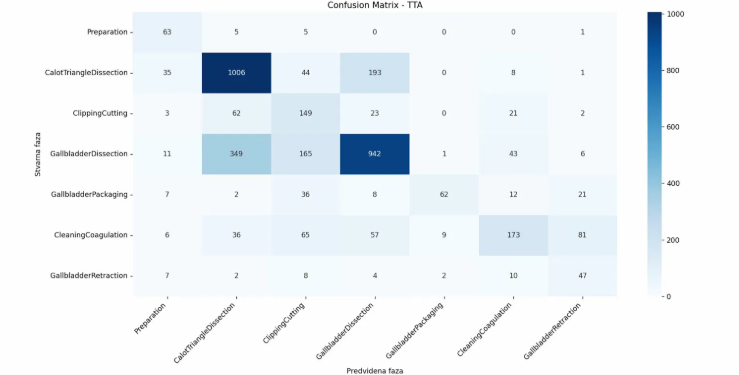 Confusion Matrix - TTA
Preparation 63 5 5 0 0 0 1
CalotTriangleDissection 35 1006 44 193 0 8 1
ClippingCutting 3 62 149 23 0 21 2
GallbladderDissection 11 349 165 942 1 43 6
GallbladderPackaging 7 2 36 8 62 12 21
CleaningCoagulation 6 36 65 57 9 173 81
GallbladderRetraction 7 2 8 4 2 10 47
Stvarna faza
Preparation
CalotTriangleDissection
ClippingCutting
GallbladderDissection
GallbladderPackaging
CleaningCoagulation
GallbladderRetraction
Predvidena faza
1000
800
600
400
200
0